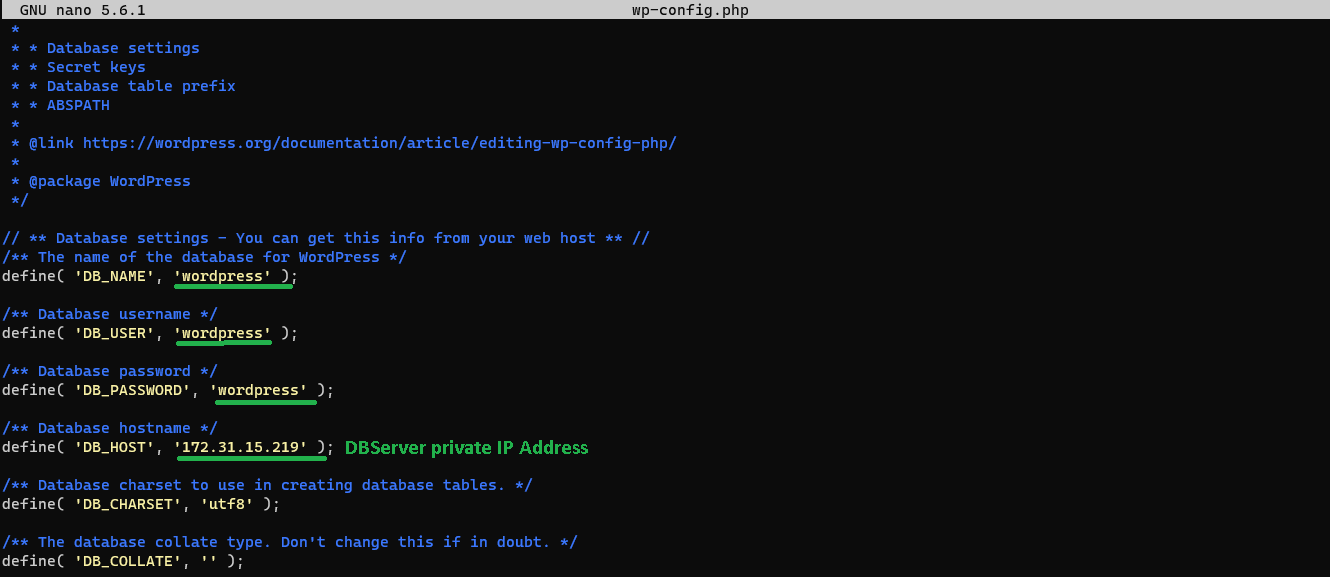 GNU nano 5.6.1 wp-config.php
*
* * Database settings
* * Secret keys
* * Database table prefix
* * ABSPATH
*
* @link https://wordpress.org/documentation/article/editing-wp-config-php/
*
* @package WordPress
*/
// ** Database settings - You can get this info from your web host ** //
/** The name of the database for WordPress */
define( 'DB_NAME', 'wordpress' );
/** Database username */
define( 'DB_USER', 'wordpress' );
/** Database password */
define( 'DB_PASSWORD', 'wordpress' );
/** Database hostname */
define( 'DB_HOST', '172.31.15.219' ); DBServer private IP Address
/** Database charset to use in creating database tables. */
define( 'DB_CHARSET', 'utf8' );
/** The database collate type. Don't change this if in doubt. */
define( 'DB_COLLATE', '' );